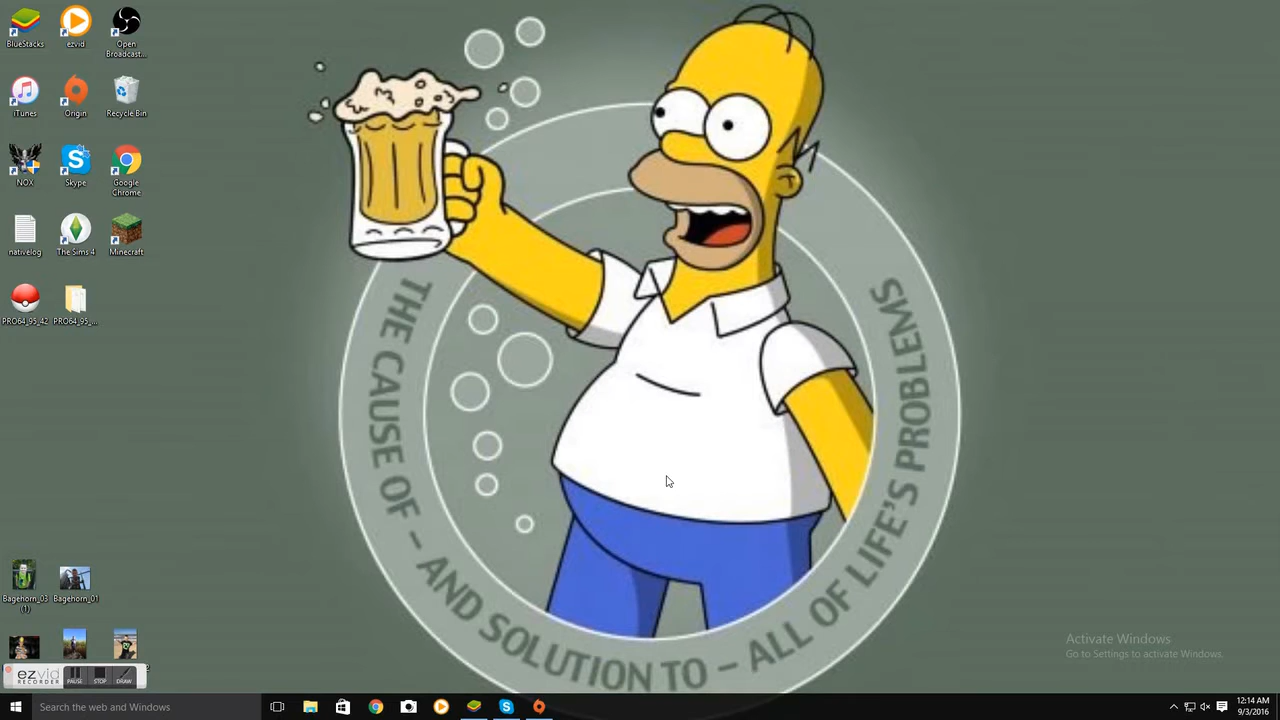 BlueStacks
ezvid
Open Broadcast...
iTunes
Origin
Recycle Bin
NOX
Skype
Google Chrome
nativelog
The Sims 4
Minecraft
PRO64_95_42
PRO64_95_...
THE CAUSE OF – AND SOLUTION TO – ALL OF LIFE'S PROBLEMS
Bagehorn_03 (1)
Bagehorn_01
ezvid
RECORDER
PAUSE
STOP
DRAW
Activate Windows
Go to Settings to activate Windows.
Search the web and Windows
12:14 AM
9/3/2016